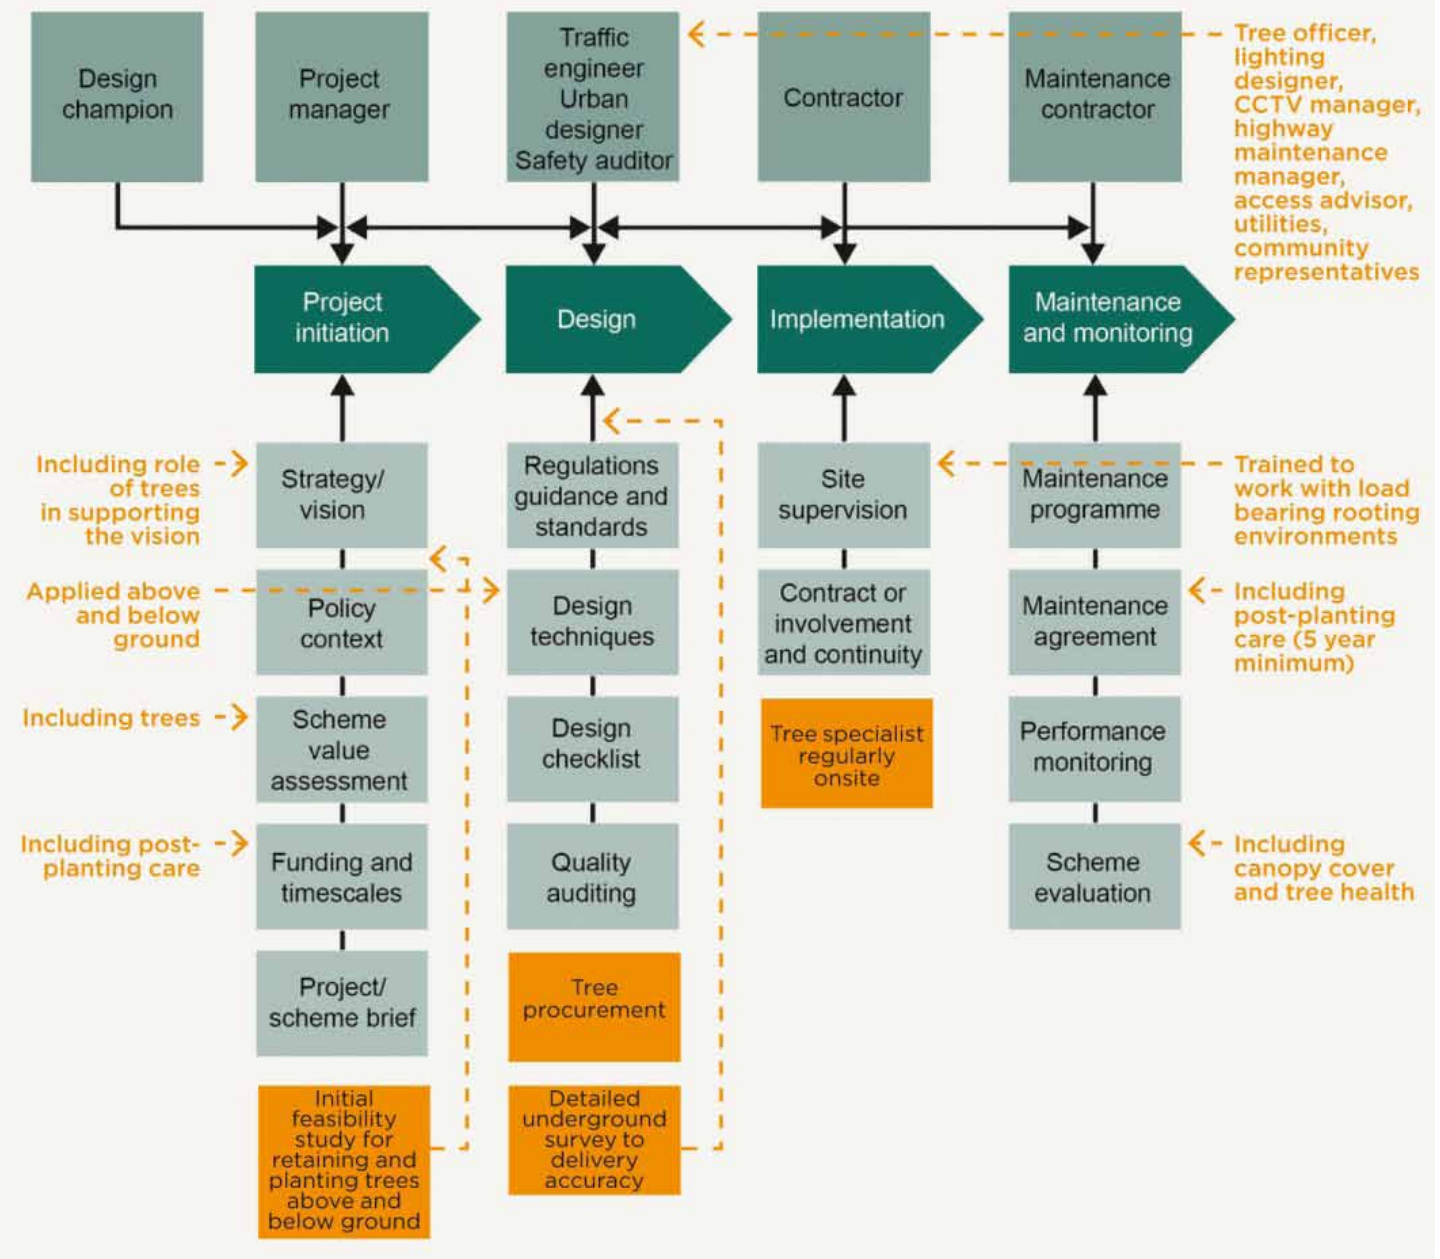 Design
champion
Project
manager
Traffic
engineer
Urban
designer
Safety auditor
Contractor
Maintenance
contractor
Tree officer,
lighting
designer,
CCTV manager,
highway
maintenance
manager,
access advisor,
utilities,
community
representatives
Project
initiation
Design
Implementation
Maintenance
and monitoring
Including role
of trees
in supporting
the vision
Strategy/
vision
Regulations
guidance and
standards
Site
supervision
Maintenance
programme
Trained to
work with load
bearing rooting
environments
Applied above
and below
ground
Policy
context
Design
techniques
Contract or
involvement
and continuity
Maintenance
agreement
Including
post-planting
care (5 year
minimum)
Including trees
Scheme
value
assessment
Design
checklist
Tree specialist
regularly
onsite
Performance
monitoring
Including post-
planting care
Funding and
timescales
Quality
auditing
Scheme
evaluation
Including
canopy cover
and tree health
Project/
scheme brief
Tree
procurement
Initial
feasibility
study for
retaining and
planting trees
above and
below ground
Detailed
underground
survey to
delivery
accuracy